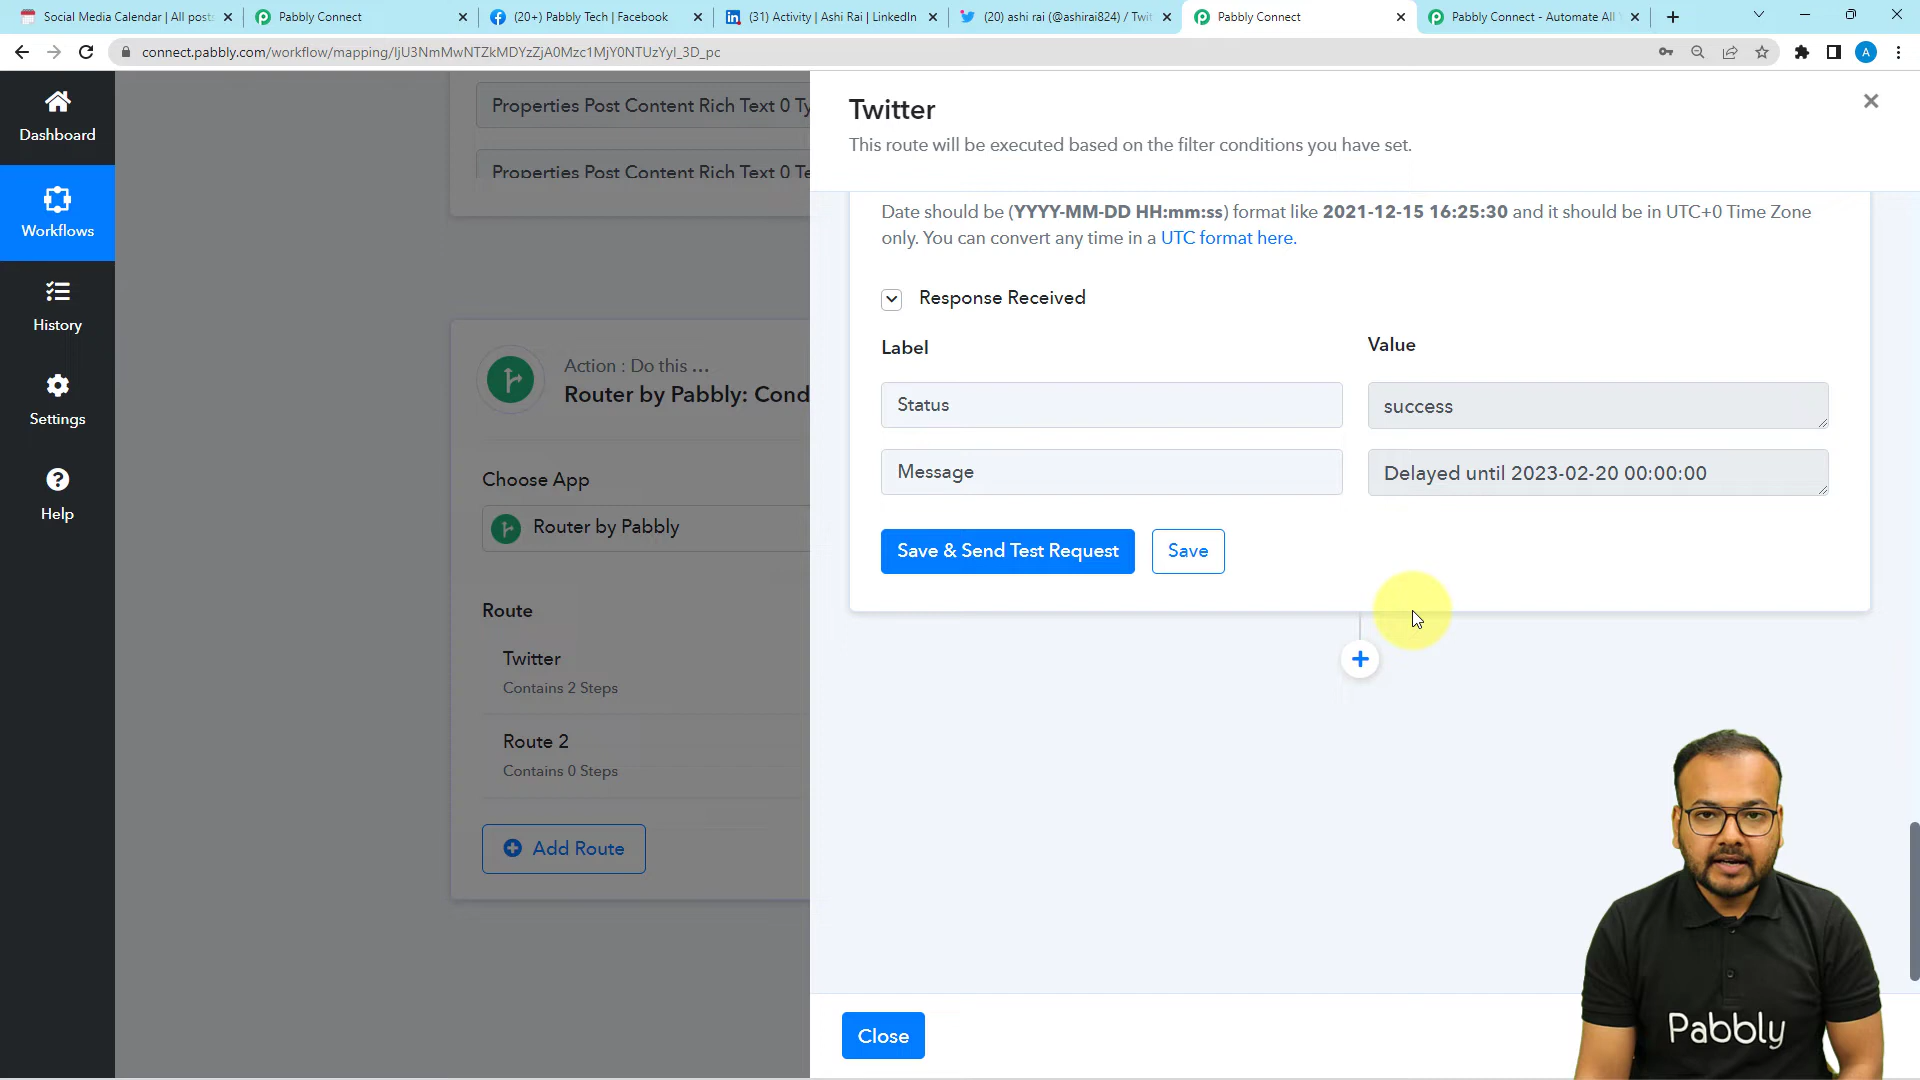 Social Media Calendar | All posts
Pabbly Connect
(20+) Pabbly Tech | Facebook
(31) Activity | Ashi Rai | LinkedIn
(20) ashi rai (@ashirai824) / Twit
Pabbly Connect
Pabbly Connect - Automate All
connect.pabbly.com/workflow/mapping/IjU3NmMwNTZkMDYzZjA0Mzc1MjY0NTUzYyI_3D_pc
A
Dashboard
Workflows
History
Settings
Help
Properties Post Content Rich Text 0 Ty
Properties Post Content Rich Text 0 Te
Action : Do this ...
Router by Pabbly: Cond
Choose App
Router by Pabbly
Route
Twitter
Contains 2 Steps
Route 2
Contains 0 Steps
Add Route
Twitter
This route will be executed based on the filter conditions you have set.
Date should be (YYYY-MM-DD HH:mm:ss) format like 2021-12-15 16:25:30 and it should be in UTC+0 Time Zone
only. You can convert any time in a UTC format here.
Response Received
Label
Value
Status
success
Message
Delayed until 2023-02-20 00:00:00
Save & Send Test Request
Save
Close
Pabbly